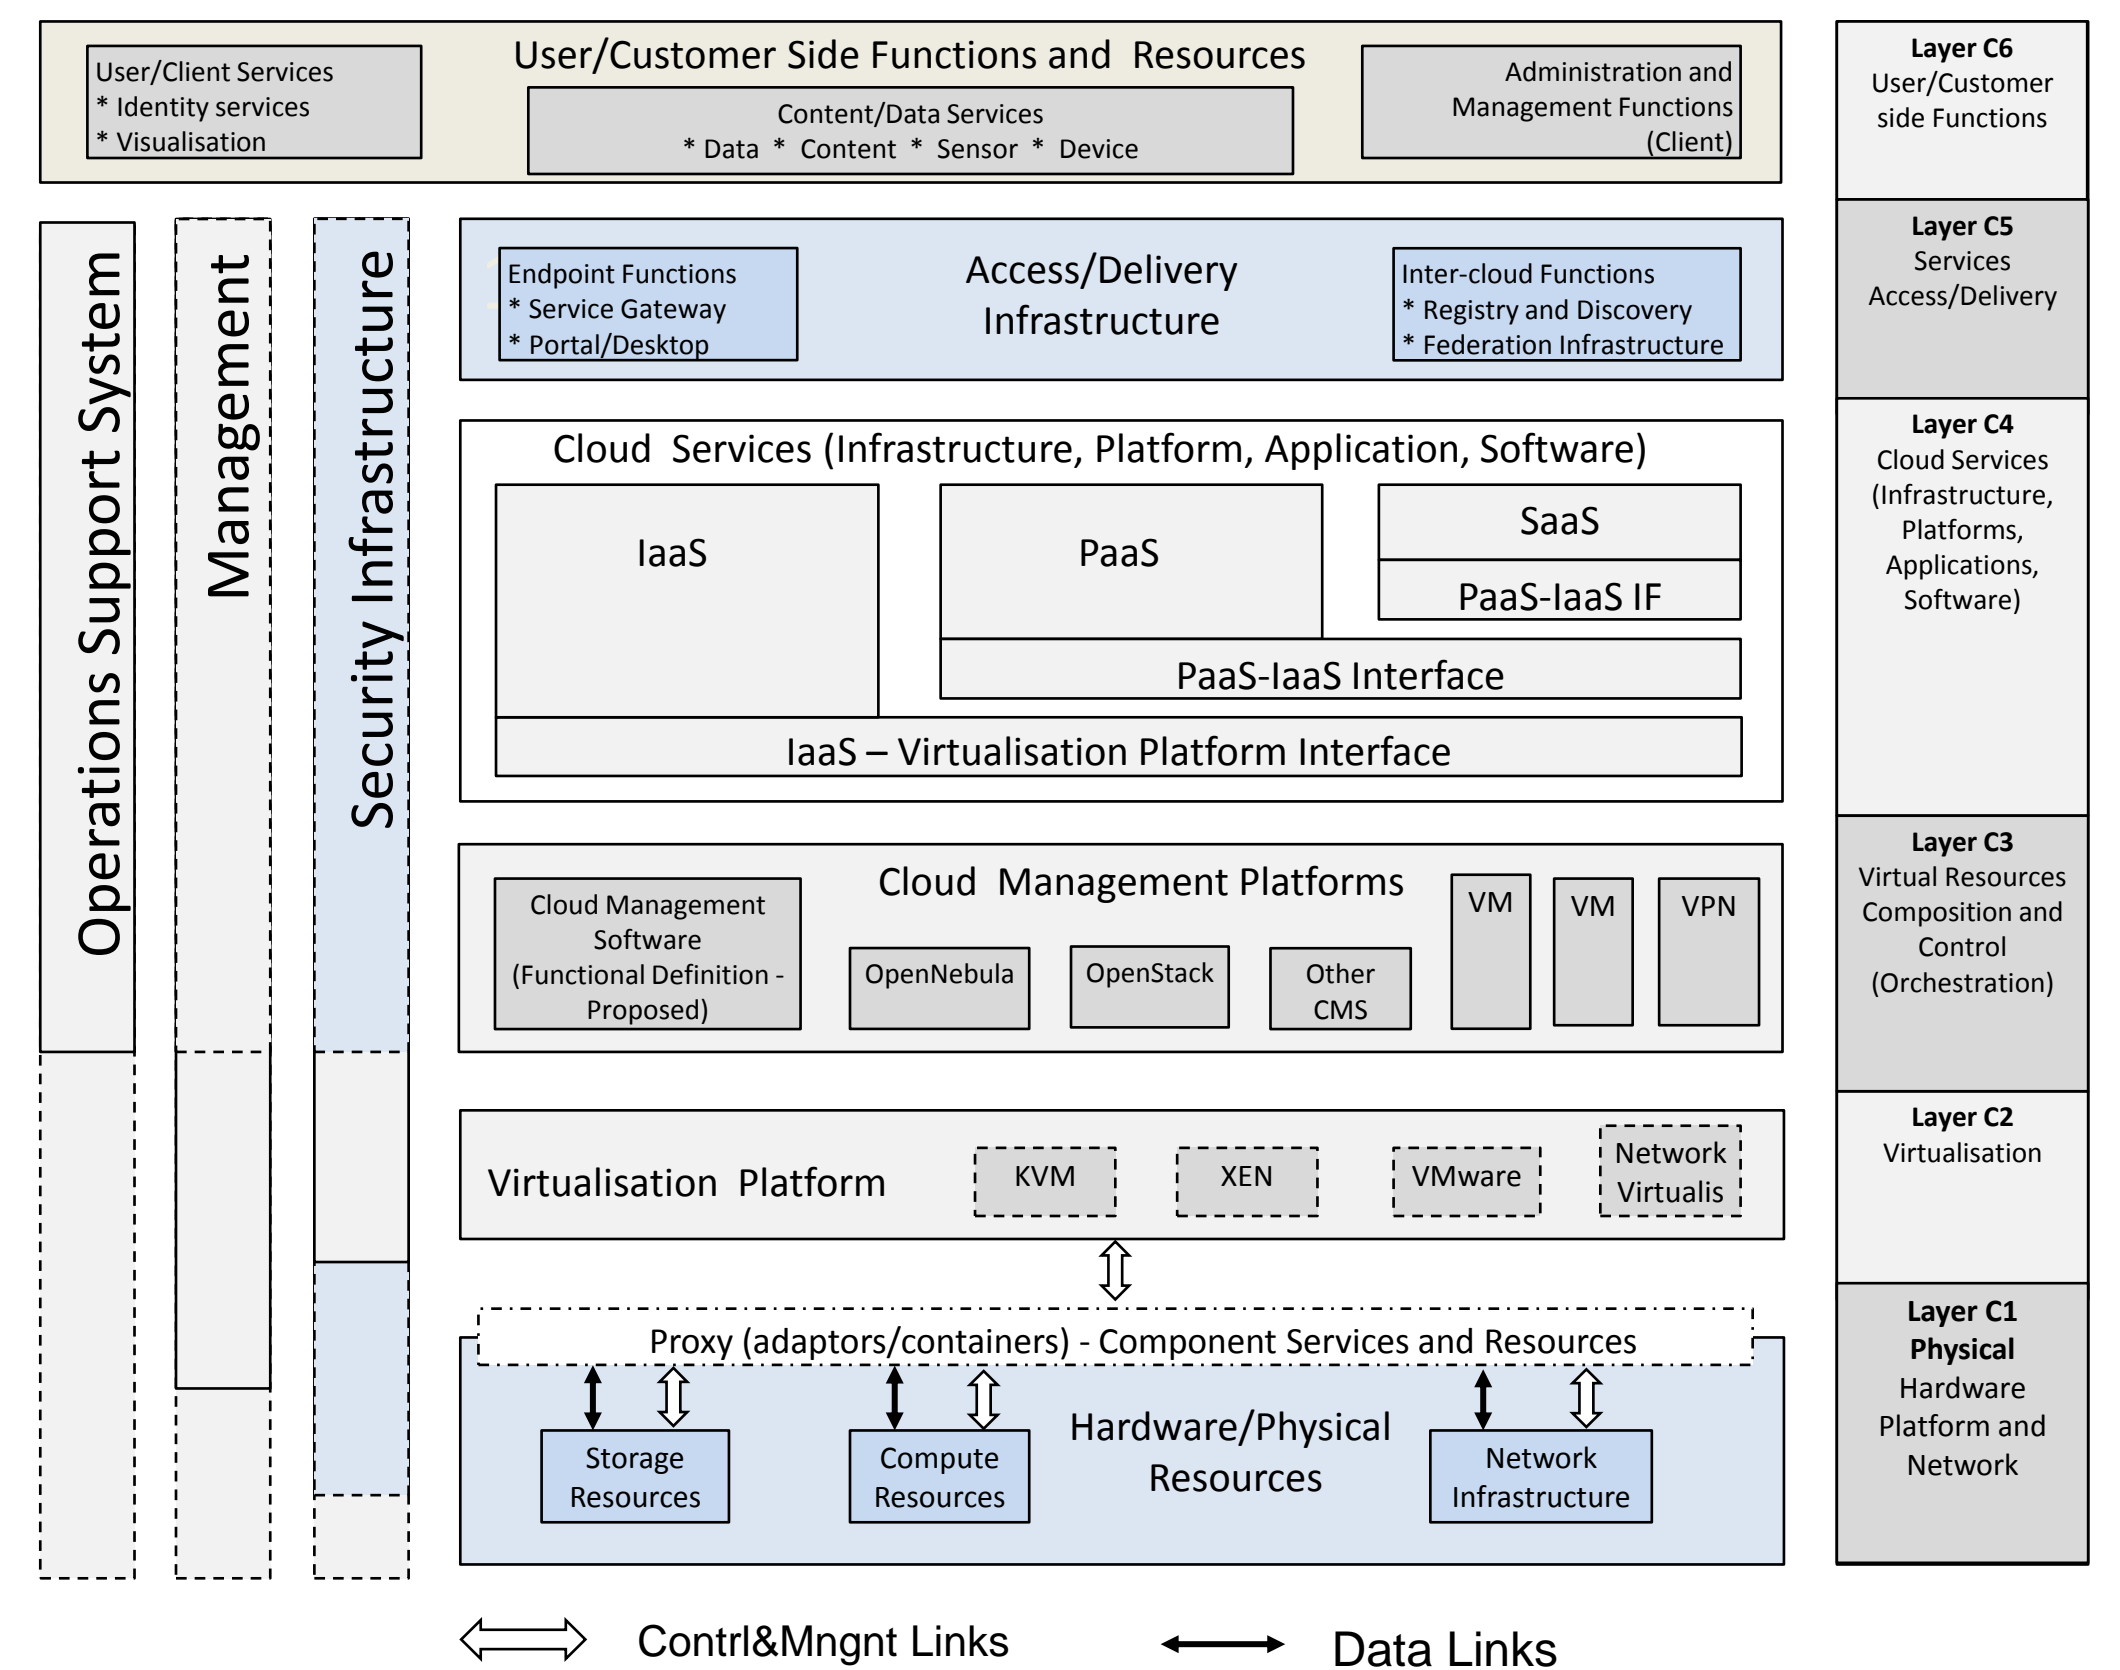 User/Customer Side Functions and Resources
User/Client Services
* Identity services
* Visualisation
Content/Data Services
* Data * Content * Sensor * Device
Administration and
Management Functions
(Client)
Layer C6
User/Customer
side Functions
Operations Support System
Management
Security Infrastructure
Endpoint Functions
* Service Gateway
* Portal/Desktop
Access/Delivery
Infrastructure
Inter-cloud Functions
* Registry and Discovery
* Federation Infrastructure
Layer C5
Services
Access/Delivery
Cloud Services (Infrastructure, Platform, Application, Software)
IaaS
PaaS
SaaS
PaaS-IaaS IF
PaaS-IaaS Interface
IaaS – Virtualisation Platform Interface
Layer C4
Cloud Services
(Infrastructure,
Platforms,
Applications,
Software)
Cloud Management Platforms
Cloud Management
Software
(Functional Definition -
Proposed)
OpenNebula
OpenStack
Other
CMS
VM
VM
VPN
Layer C3
Virtual Resources
Composition and
Control
(Orchestration)
Virtualisation Platform
KVM
XEN
VMware
Network
Virtualis
Layer C2
Virtualisation
Proxy (adaptors/containers) - Component Services and Resources
Hardware/Physical
Resources
Storage
Resources
Compute
Resources
Network
Infrastructure
Layer C1
Physical
Hardware
Platform and
Network
Contrl&Mngnt Links
Data Links